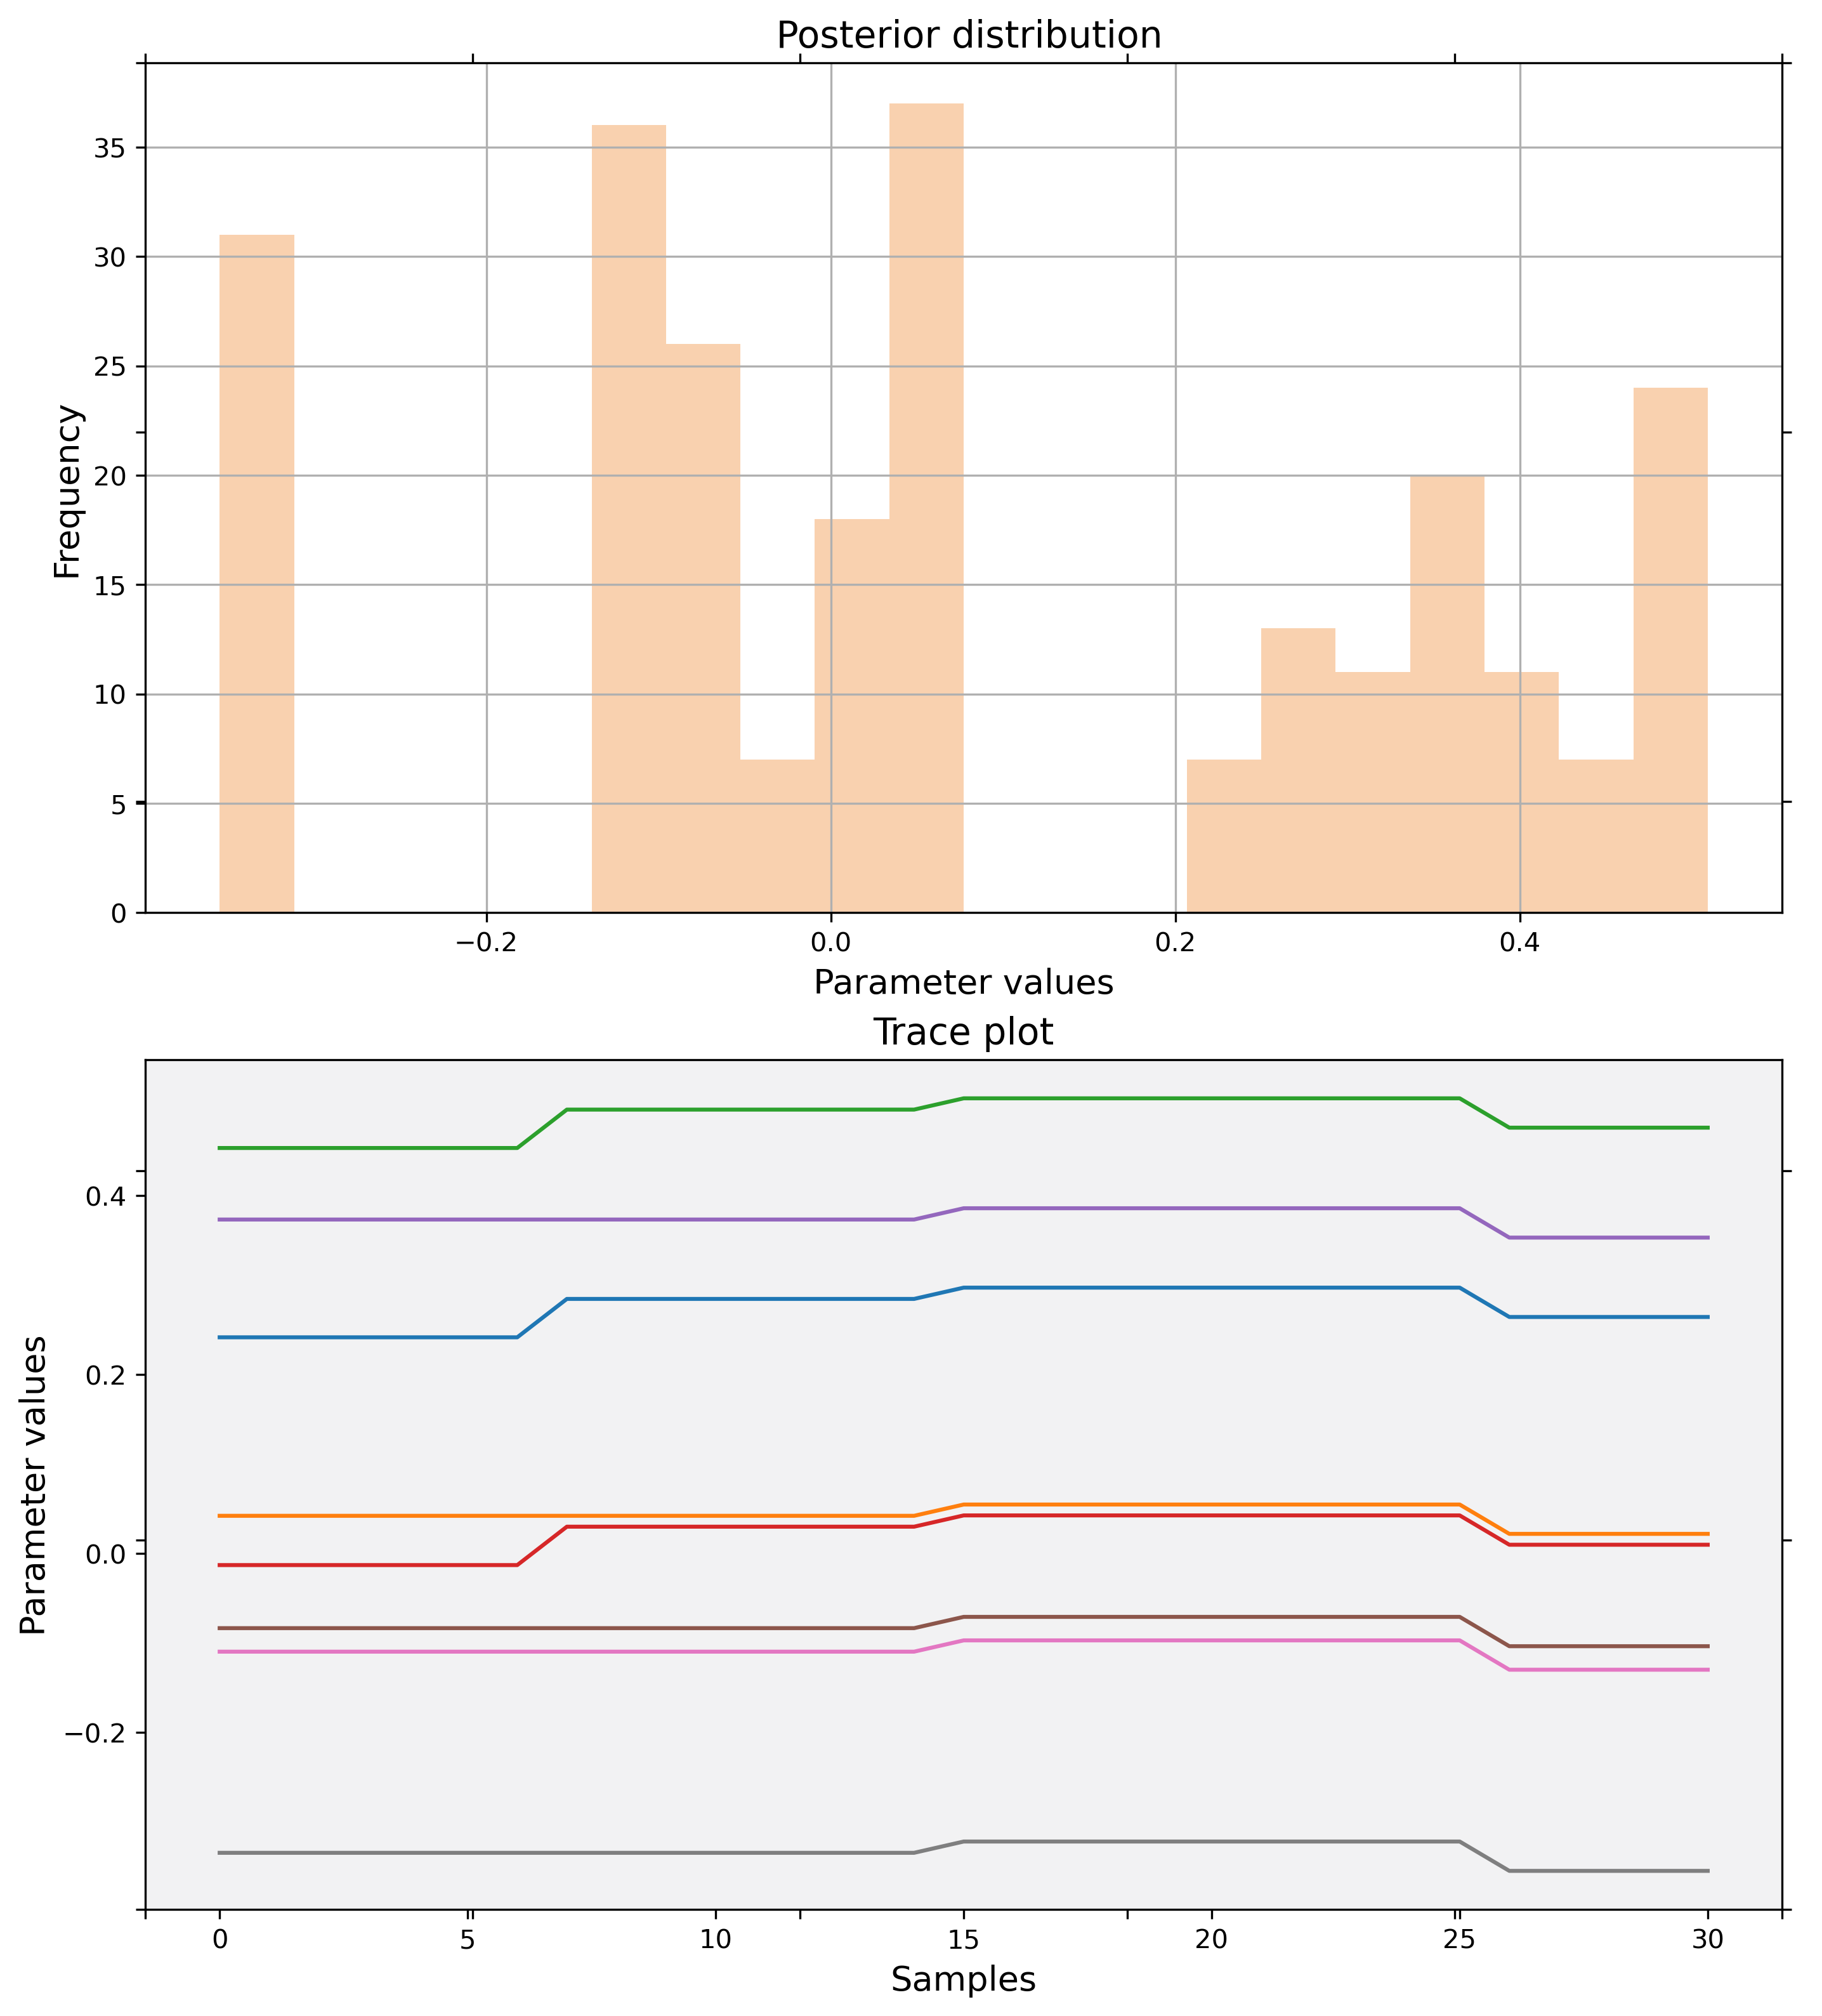 Posterior distribution
35
30
25
20
15
10
5
0
Frequency
−0.2 0.0 0.2 0.4
Parameter values
Trace plot
0.4
0.2
0.0
−0.2
Parameter values
0 5 10 15 20 25 30
Samples